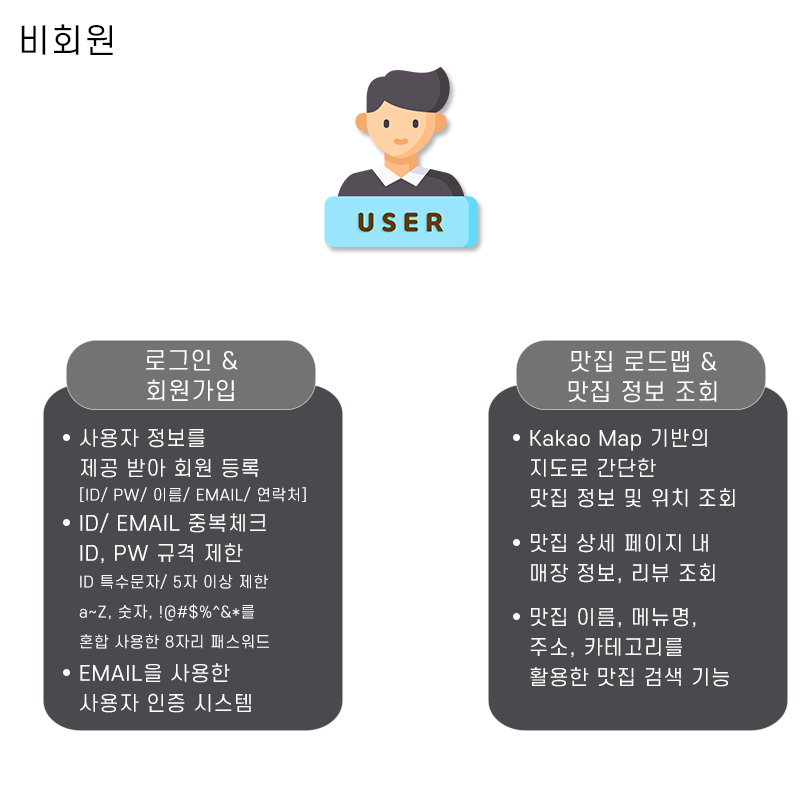 비회원
USER
로그인 &
회원가입
• 사용자 정보를
제공 받아 회원 등록
[ID/ PW/ 이름/ EMAIL/ 연락처]
• ID/ EMAIL 중복체크
ID, PW 규격 제한
ID 특수문자/ 5자 이상 제한
a~Z, 숫자, !@#$%^&*를
혼합 사용한 8자리 패스워드
• EMAIL을 사용한
사용자 인증 시스템
맛집 로드맵 &
맛집 정보 조회
• Kakao Map 기반의
지도로 간단한
맛집 정보 및 위치 조회
• 맛집 상세 페이지 내
매장 정보, 리뷰 조회
• 맛집 이름, 메뉴명,
주소, 카테고리를
활용한 맛집 검색 기능